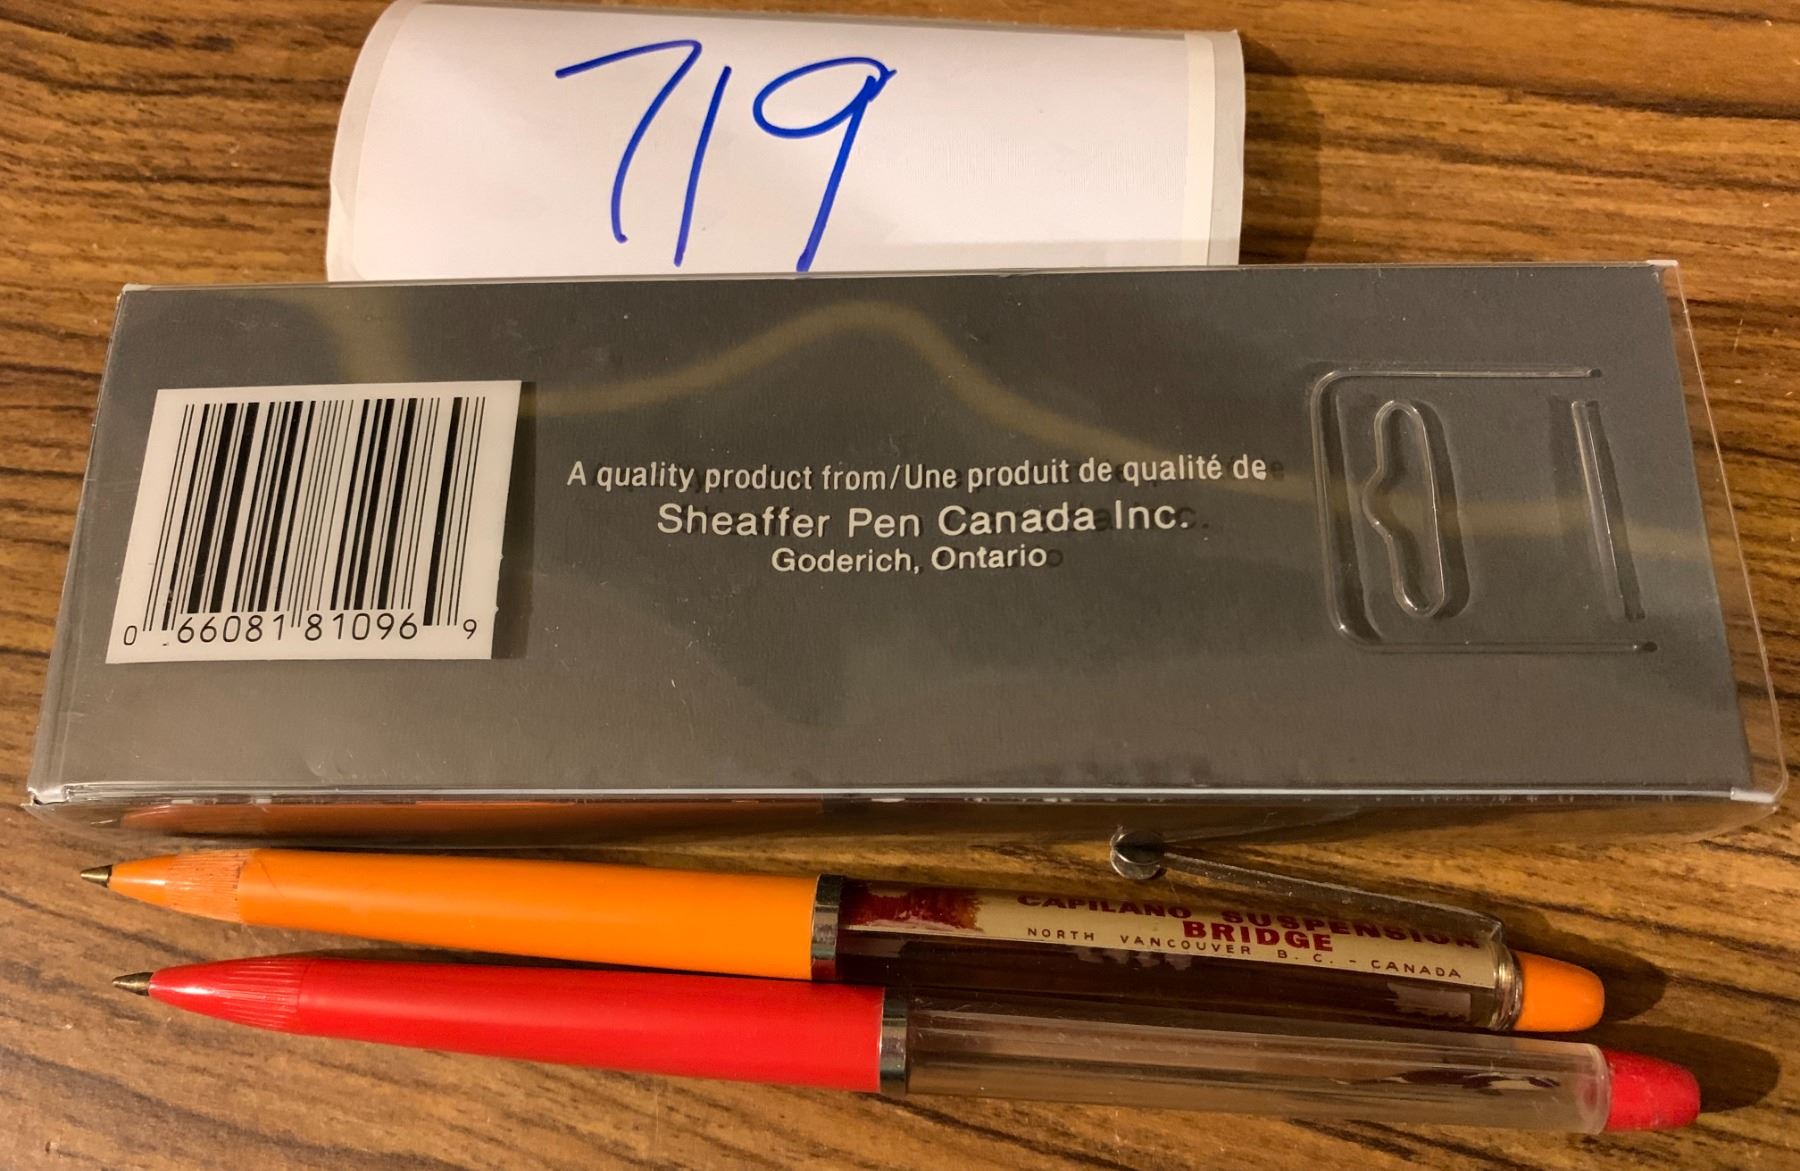 719
A quality product from/Une produit de qualité de
Sheaffer Pen Canada Inc.
Goderich, Ontario
0 66081 81096 9
CAPILANO SUSPENSION
BRIDGE
NORTH VANCOUVER B. C. - CANADA